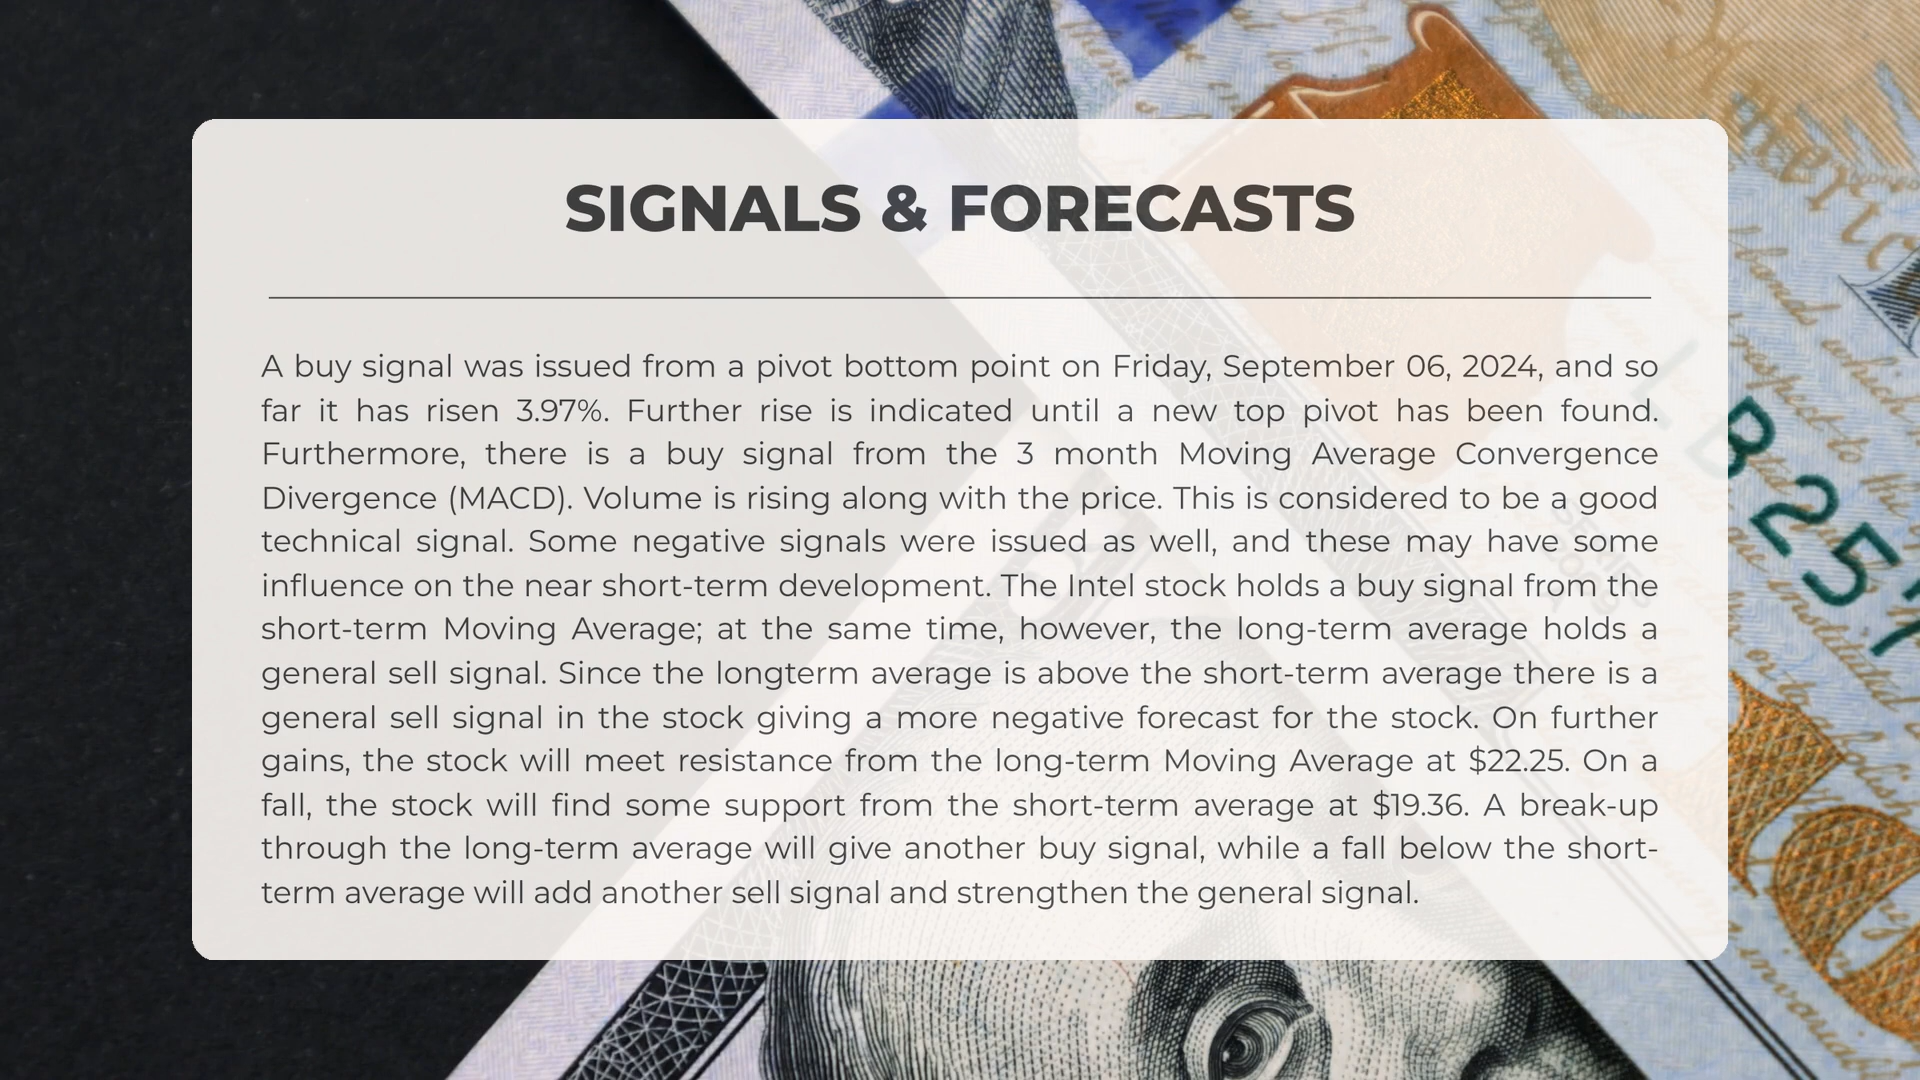 SIGNALS & FORECASTS
A buy signal was issued from a pivot bottom point on Friday, September 06, 2024, and so
far it has risen 3.97%. Further rise is indicated until a new top pivot has been found.
Furthermore, there is a buy signal from the 3 month Moving Average Convergence
Divergence (MACD). Volume is rising along with the price. This is considered to be a good
technical signal. Some negative signals were issued as well, and these may have some
influence on the near short-term development. The Intel stock holds a buy signal from the
short-term Moving Average; at the same time, however, the long-term average holds a
general sell signal. Since the longterm average is above the short-term average there is a
general sell signal in the stock giving a more negative forecast for the stock. On further
gains, the stock will meet resistance from the long-term Moving Average at $22.25. On a
fall, the stock will find some support from the short-term average at $19.36. A break-up
through the long-term average will give another buy signal, while a fall below the short-
term average will add another sell signal and strengthen the general signal.